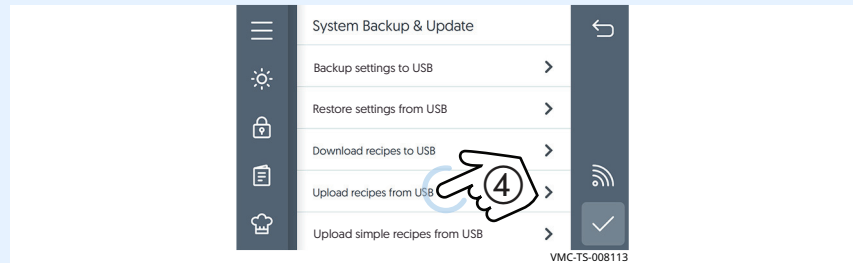 System Backup & Update
Backup settings to USB
Restore settings from USB
Download recipes to USB
Upload recipes from USB
4
Upload simple recipes from USB
VMC-TS-008113